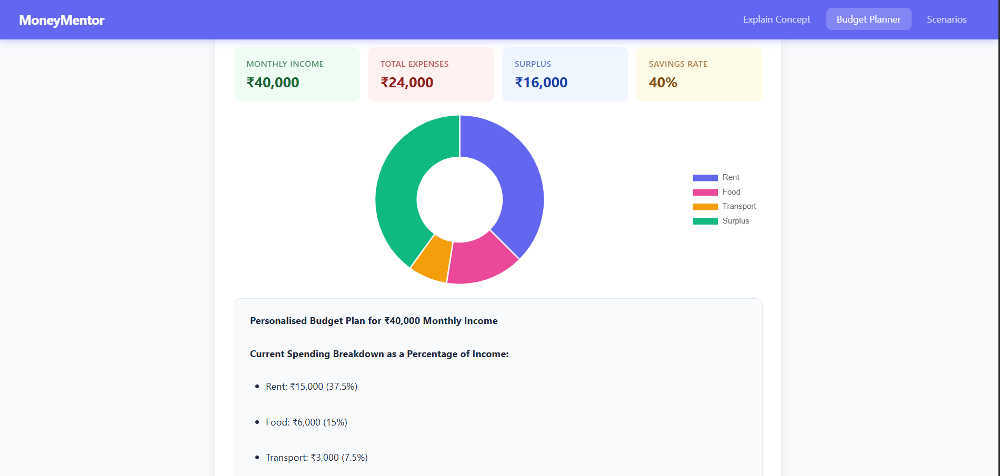 MoneyMentor
Explain Concept
Budget Planner
Scenarios
MONTHLY INCOME
₹40,000
TOTAL EXPENSES
₹24,000
SURPLUS
₹16,000
SAVINGS RATE
40%
Rent
Food
Transport
Surplus
Personalised Budget Plan for ₹40,000 Monthly Income
Current Spending Breakdown as a Percentage of Income:
• Rent: ₹15,000 (37.5%)
• Food: ₹6,000 (15%)
• Transport: ₹3,000 (7.5%)